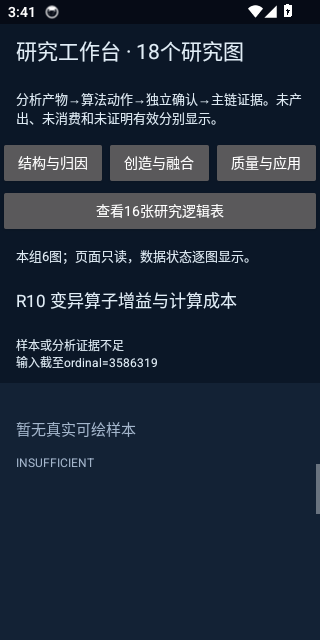 3:41
研究工作台 · 18个研究图
分析产物→算法动作→独立确认→主链证据。未产
出、未消费和未证明有效分别显示。
结构与归因
创造与融合
质量与应用
查看16张研究逻辑表
本组6图；页面只读，数据状态逐图显示。
R10 变异算子增益与计算成本
样本或分析证据不足
输入截至ordinal=3586319
暂无真实可绘样本
INSUFFICIENT